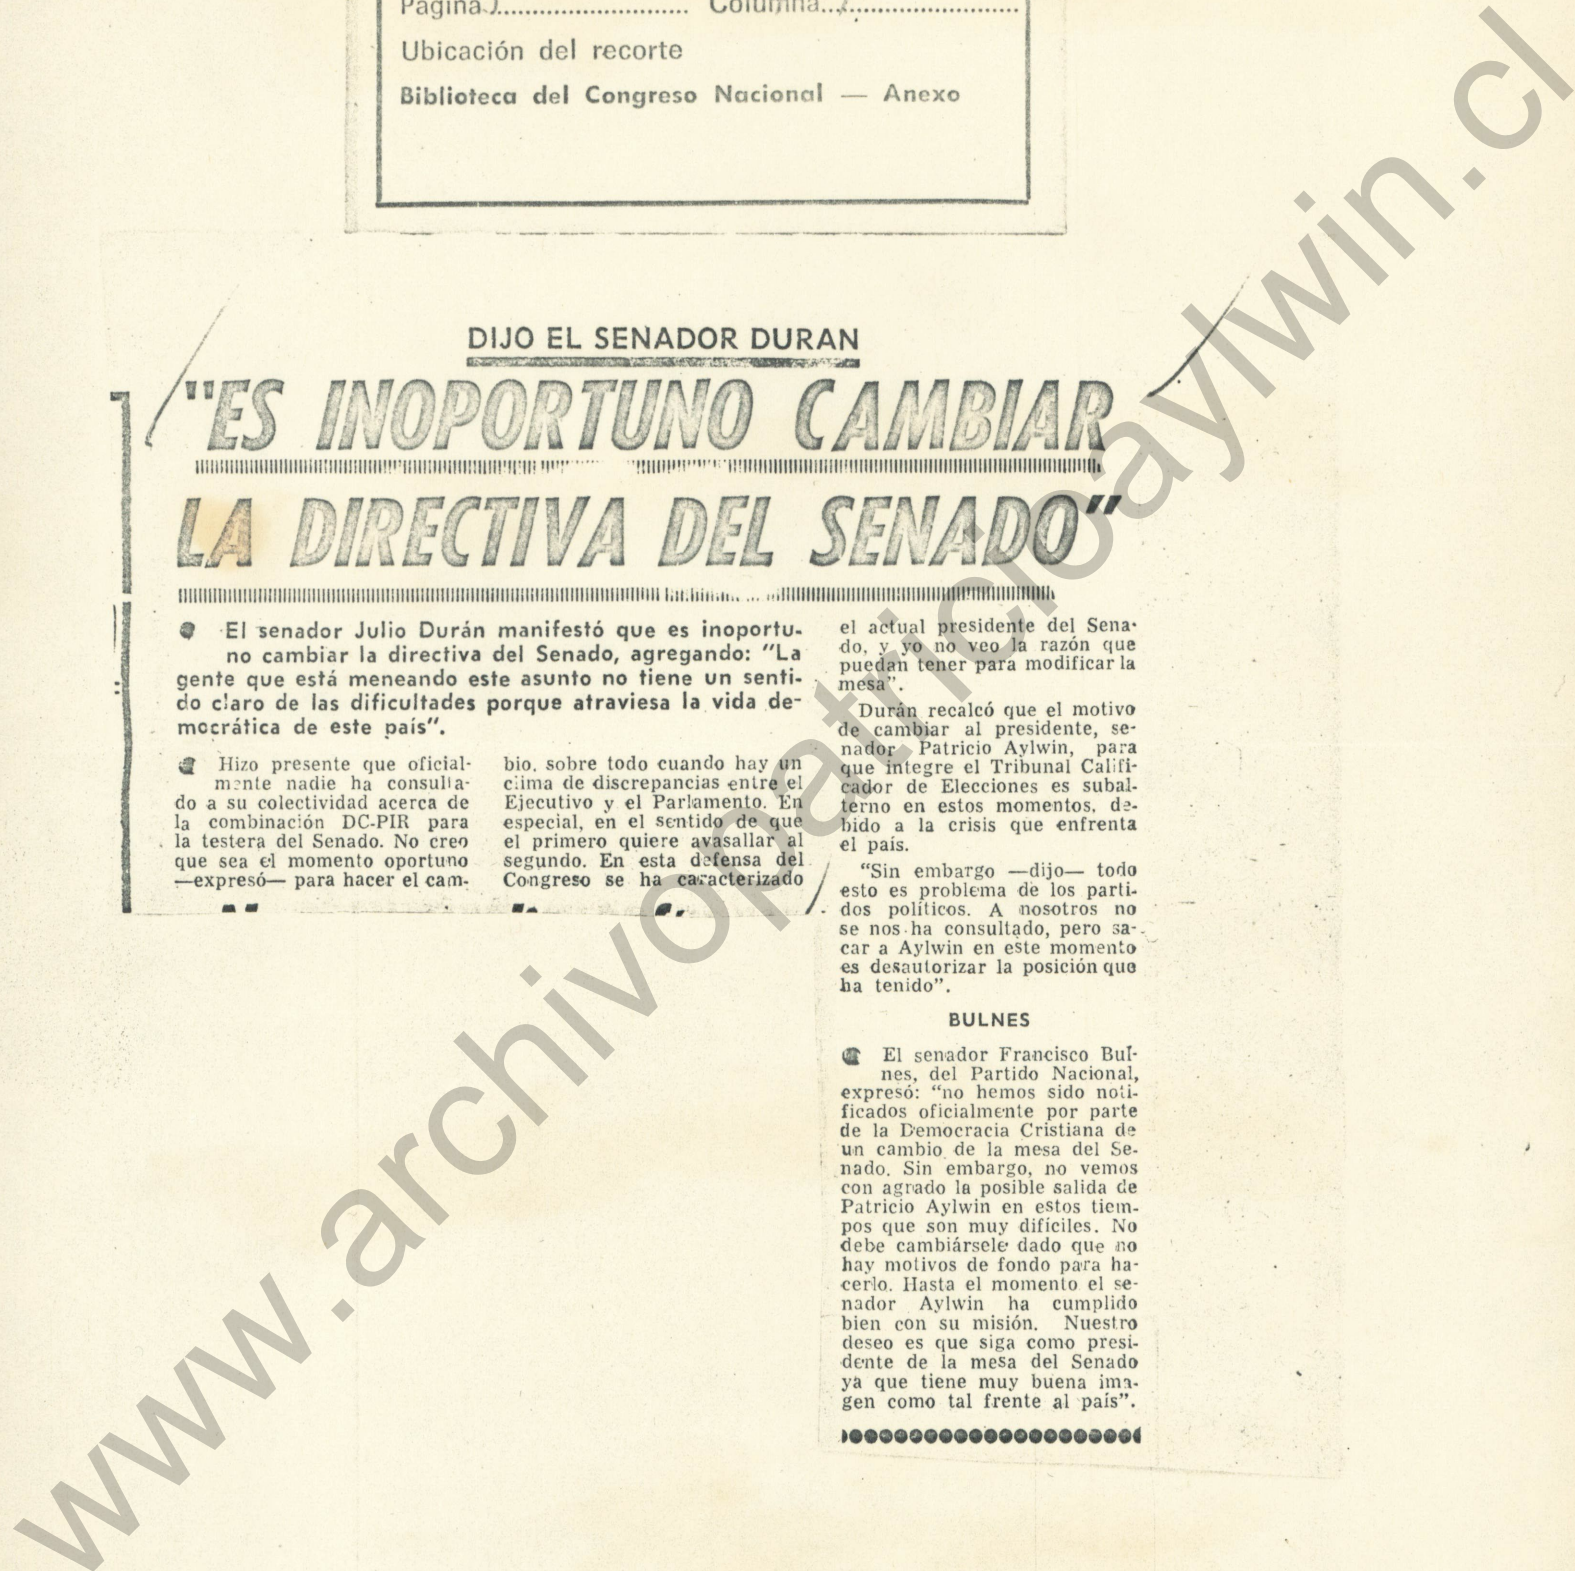 Página......................... Columna.........................
Ubicación del recorte
Biblioteca del Congreso Nacional — Anexo
DIJO EL SENADOR DURAN
"ES INOPORTUNO CAMBIAR
LA DIRECTIVA DEL SENADO"
El senador Julio Durán manifestó que es inoportu-
no cambiar la directiva del Senado, agregando: "La
gente que está meneando este asunto no tiene un senti-
do claro de las dificultades porque atraviesa la vida de-
mocrática de este país".
Hizo presente que oficial-
mente nadie ha consulta-
do a su colectividad acerca de
la combinación DC-PIR para
la testera del Senado. No creo
que sea el momento oportuno
—expresó— para hacer el cam-
bio, sobre todo cuando hay un
clima de discrepancias entre el
Ejecutivo y el Parlamento. En
especial, en el sentido de que
el primero quiere avasallar al
segundo. En esta defensa del
Congreso se ha caracterizado
el actual presidente del Sena-
do, y yo no veo la razón que
puedan tener para modificar la
mesa".
Durán recalcó que el motivo
de cambiar al presidente, se-
nador Patricio Aylwin, para
que integre el Tribunal Califi-
cador de Elecciones es subal-
terno en estos momentos, de-
bido a la crisis que enfrenta
el país.
"Sin embargo —dijo— todo
esto es problema de los parti-
dos políticos. A nosotros no
se nos ha consultado, pero sa-
car a Aylwin en este momento
es desautorizar la posición que
ha tenido".
BULNES
El senador Francisco Bul-
nes, del Partido Nacional,
expresó: "no hemos sido noti-
ficados oficialmente por parte
de la Democracia Cristiana de
un cambio de la mesa del Se-
nado. Sin embargo, no vemos
con agrado la posible salida de
Patricio Aylwin en estos tiem-
pos que son muy difíciles. No
debe cambiársele dado que no
hay motivos de fondo para ha-
cerlo. Hasta el momento el se-
nador Aylwin ha cumplido
bien con su misión. Nuestro
deseo es que siga como presi-
dente de la mesa del Senado
ya que tiene muy buena ima-
gen como tal frente al país".
www.archivopatricioaylwin.cl